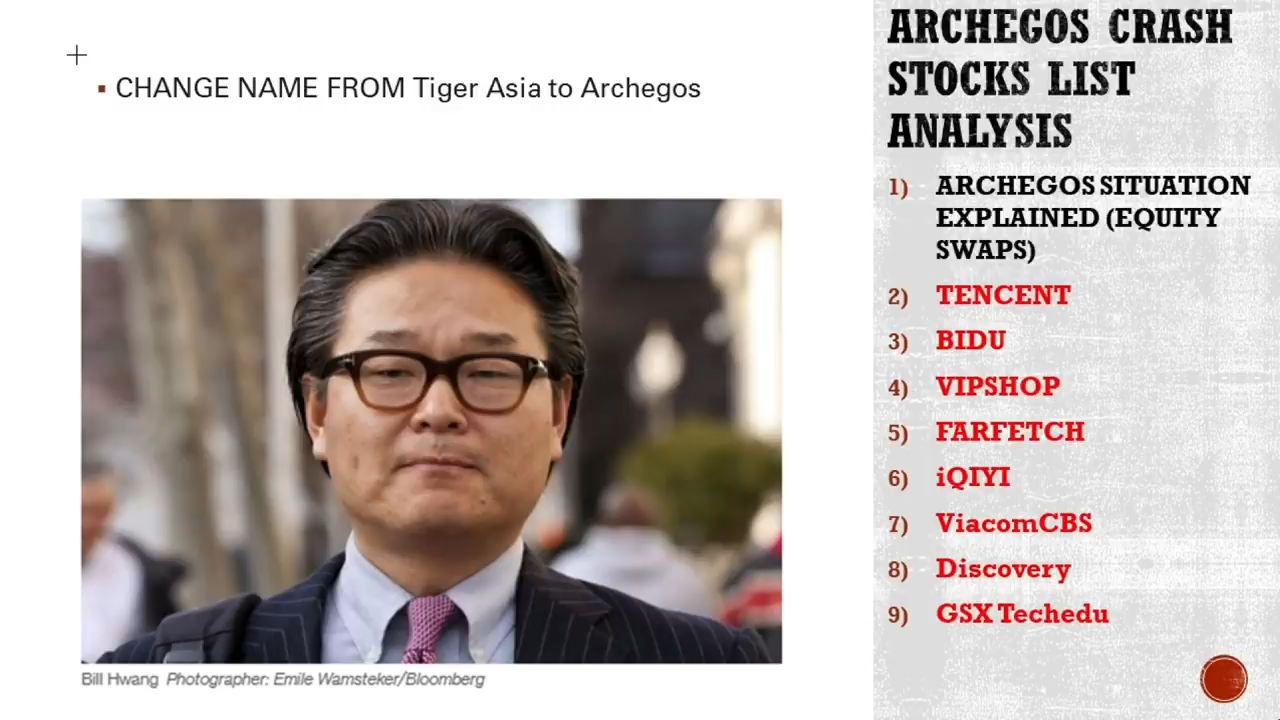 CHANGE NAME FROM Tiger Asia to Archegos
Bill Hwang Photographer: Emile Wamsteker/Bloomberg
ARCHEGOS CRASH
STOCKS LIST
ANALYSIS
1) ARCHEGOS SITUATION
EXPLAINED (EQUITY
SWAPS)
2) TENCENT
3) BIDU
4) VIPSHOP
5) FARFETCH
6) iQIYI
7) ViacomCBS
8) Discovery
9) GSX Techedu